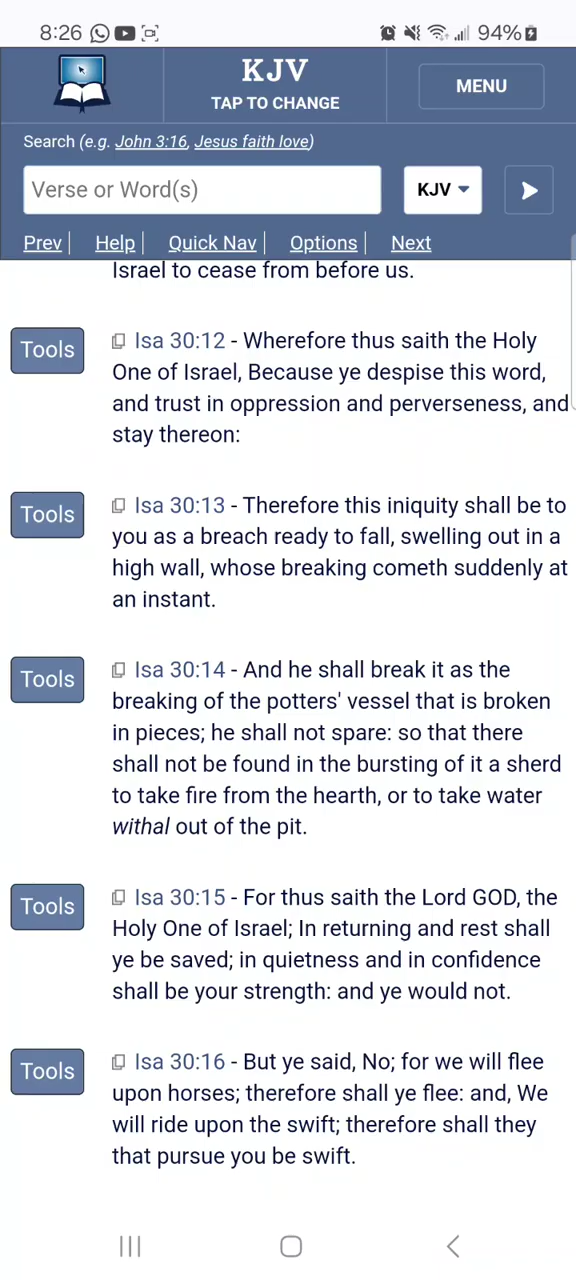 8:26 94%
KJV
TAP TO CHANGE
MENU
Search (e.g. John 3:16, Jesus faith love)
Verse or Word(s)
KJV
Prev | Help | Quick Nav | Options | Next
Israel to cease from before us.
Tools
Isa 30:12 - Wherefore thus saith the Holy
One of Israel, Because ye despise this word,
and trust in oppression and perverseness, and
stay thereon:
Tools
Isa 30:13 - Therefore this iniquity shall be to
you as a breach ready to fall, swelling out in a
high wall, whose breaking cometh suddenly at
an instant.
Tools
Isa 30:14 - And he shall break it as the
breaking of the potters' vessel that is broken
in pieces; he shall not spare: so that there
shall not be found in the bursting of it a sherd
to take fire from the hearth, or to take water
withal out of the pit.
Tools
Isa 30:15 - For thus saith the Lord GOD, the
Holy One of Israel; In returning and rest shall
ye be saved; in quietness and in confidence
shall be your strength: and ye would not.
Tools
Isa 30:16 - But ye said, No; for we will flee
upon horses; therefore shall ye flee: and, We
will ride upon the swift; therefore shall they
that pursue you be swift.